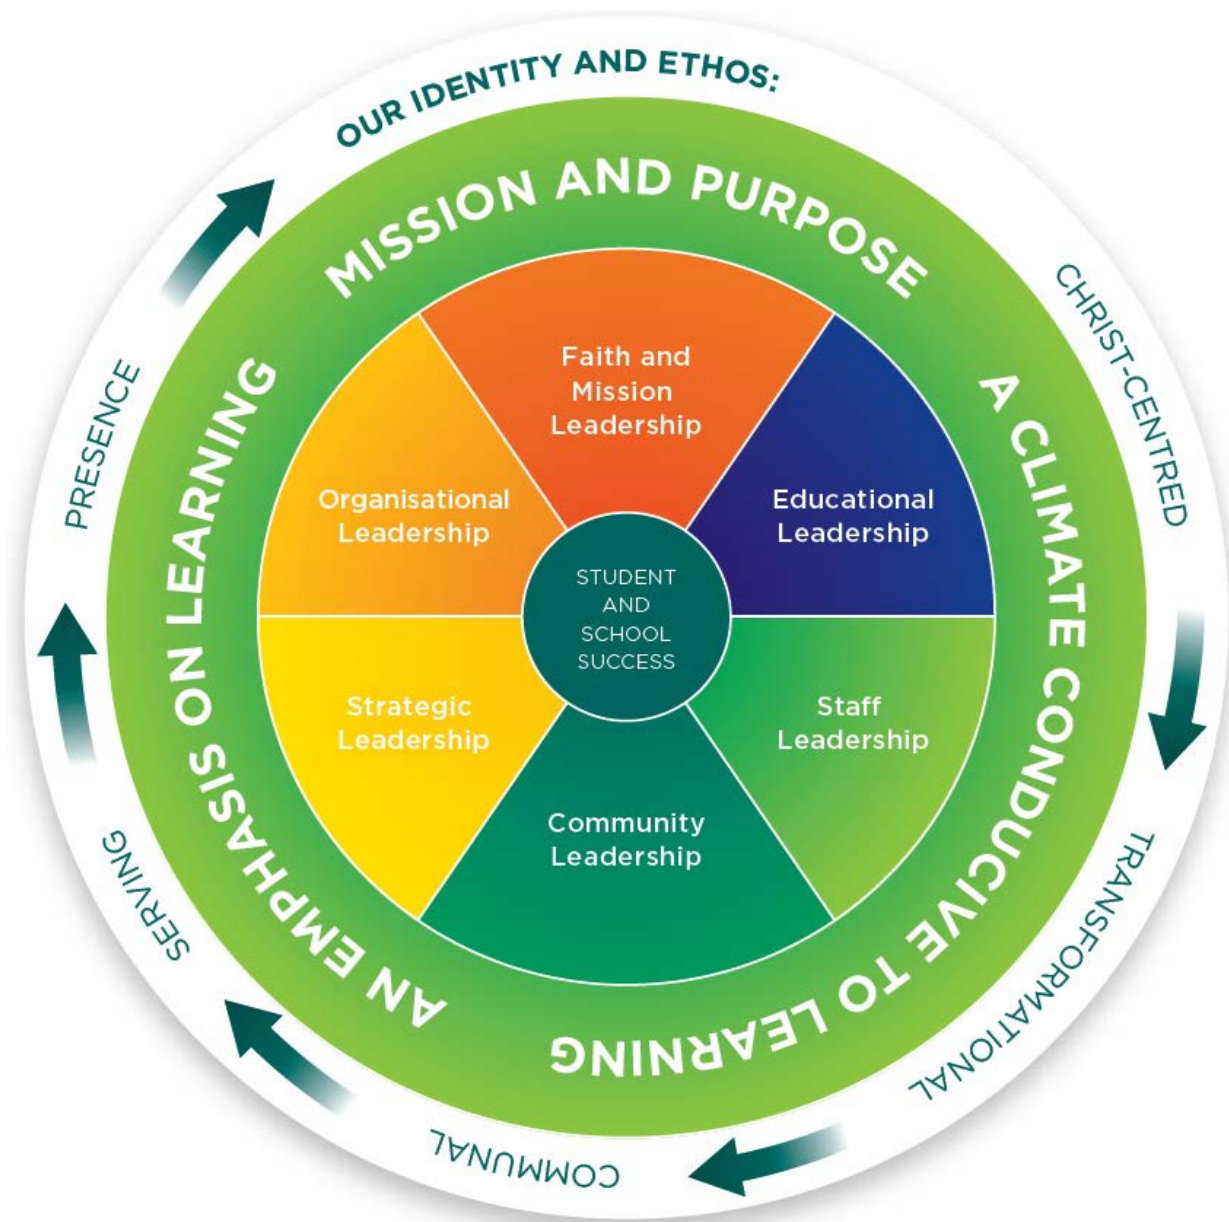 OUR IDENTITY AND ETHOS:
CHRIST-CENTRED
TRANSFORMATIONAL
COMMUNAL
SERVING
PRESENCE
MISSION AND PURPOSE
A CLIMATE CONDUCIVE TO LEARNING
AN EMPHASIS ON LEARNING
Faith and
Mission
Leadership
Educational
Leadership
Staff
Leadership
Community
Leadership
Strategic
Leadership
Organisational
Leadership
STUDENT
AND
SCHOOL
SUCCESS